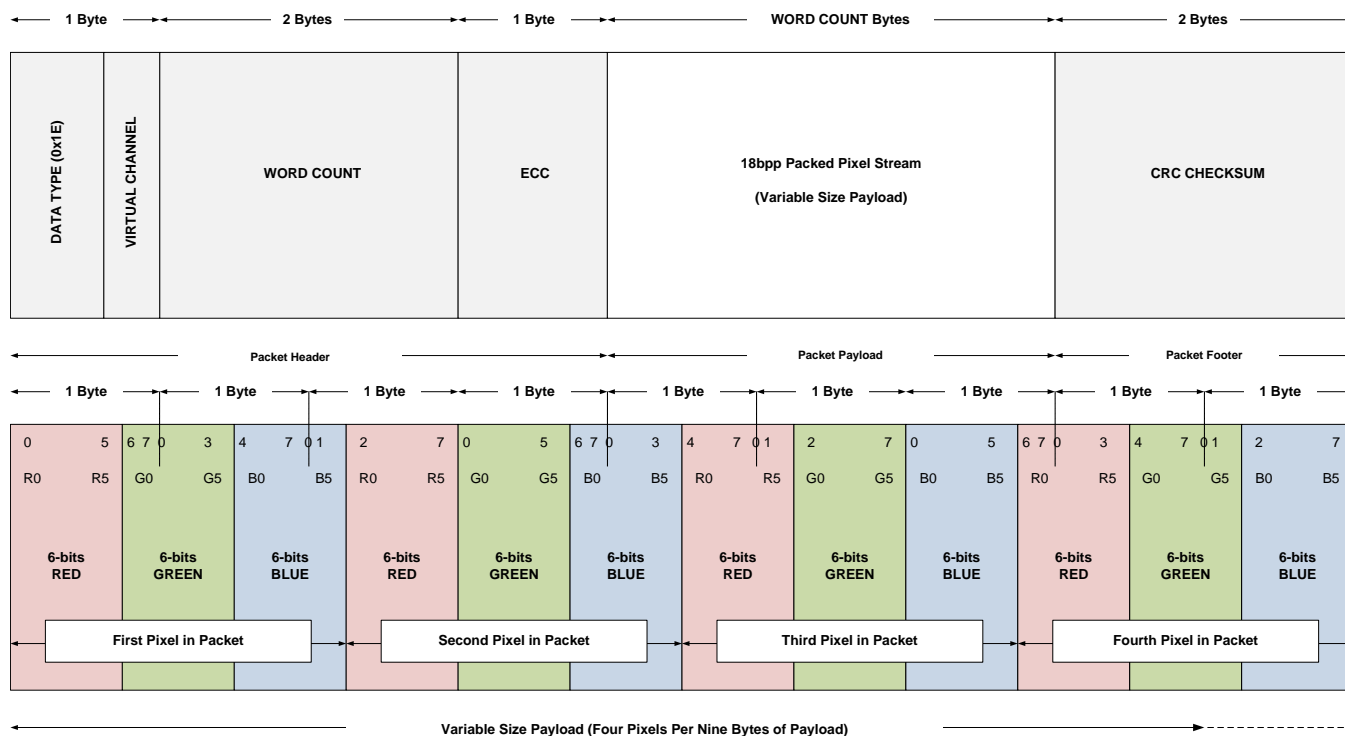 1 Byte 2 Bytes 1 Byte WORD COUNT Bytes 2 Bytes
DATA TYPE (0x1E)
VIRTUAL CHANNEL
WORD COUNT
ECC
18bpp Packed Pixel Stream
(Variable Size Payload)
CRC CHECKSUM
Packet Header Packet Payload Packet Footer
1 Byte 1 Byte 1 Byte 1 Byte 1 Byte 1 Byte 1 Byte 1 Byte 1 Byte
0 5 6 7 0 3 4 7 0 1 2 7 0 5 6 7 0 3 4 7 0 1 2 7 0 5 6 7 0 3 4 7 0 1 2 7
R0 R5 G0 G5 B0 B5 R0 R5 G0 G5 B0 B5 R0 R5 G0 G5 B0 B5 R0 R5 G0 G5 B0 B5
6-bits 6-bits 6-bits 6-bits 6-bits 6-bits 6-bits 6-bits 6-bits 6-bits 6-bits 6-bits
RED GREEN BLUE RED GREEN BLUE RED GREEN BLUE RED GREEN BLUE
First Pixel in Packet Second Pixel in Packet Third Pixel in Packet Fourth Pixel in Packet
Variable Size Payload (Four Pixels Per Nine Bytes of Payload)